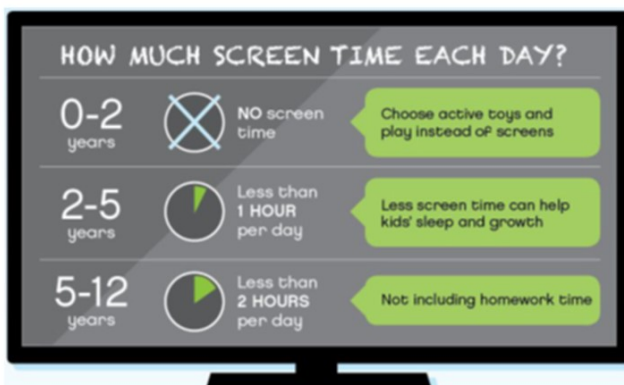 HOW MUCH SCREEN TIME EACH DAY?
0-2
years
NO screen
time
Choose active toys and
play instead of screens
2-5
years
Less than
1 HOUR
per day
Less screen time can help
kids' sleep and growth
5-12
years
Less than
2 HOURS
per day
Not including homework time